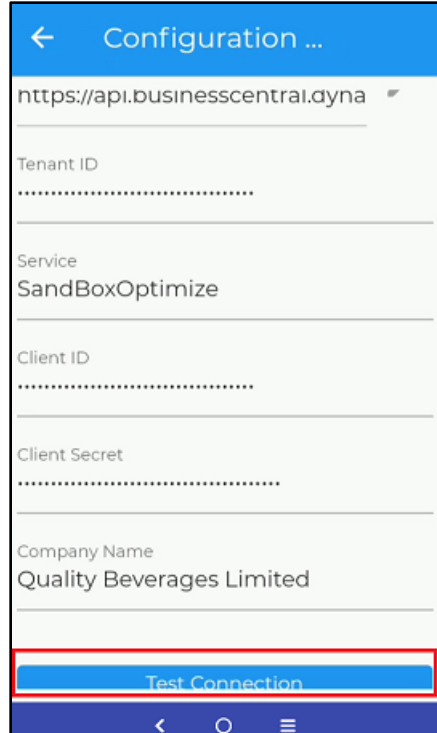 Configuration ...
https://api.businesscentral.dyna
Tenant ID
••••••••••••••••••••••••••••••••••••
Service
SandBoxOptimize
Client ID
••••••••••••••••••••••••••••••••••••
Client Secret
••••••••••••••••••••••••••••••••••••••••
Company Name
Quality Beverages Limited
Test Connection